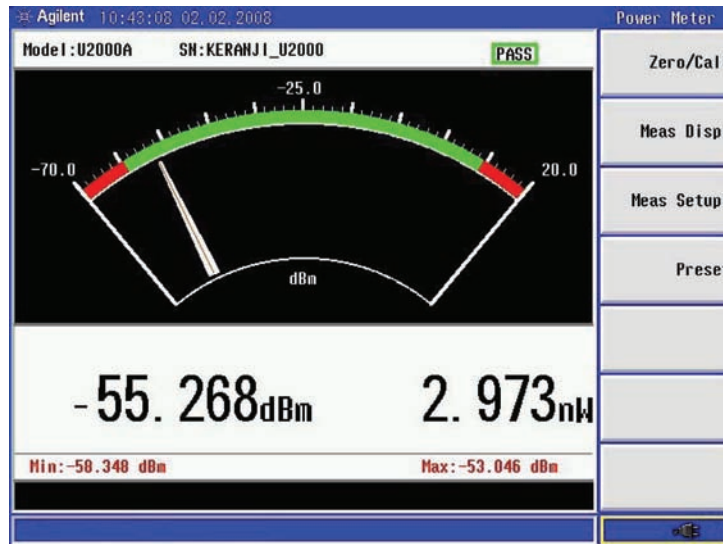 Agilent 10:43:08 02.02.2008 Power Meter
Model:U2000A SN:KERANJI_U2000 PASS
Zero/Cal
Meas Disp
Meas Setup
Prese
-25.0
-70.0 20.0
dBm
-55.268dBm 2.973nW
Min:-58.348 dBm Max:-53.046 dBm